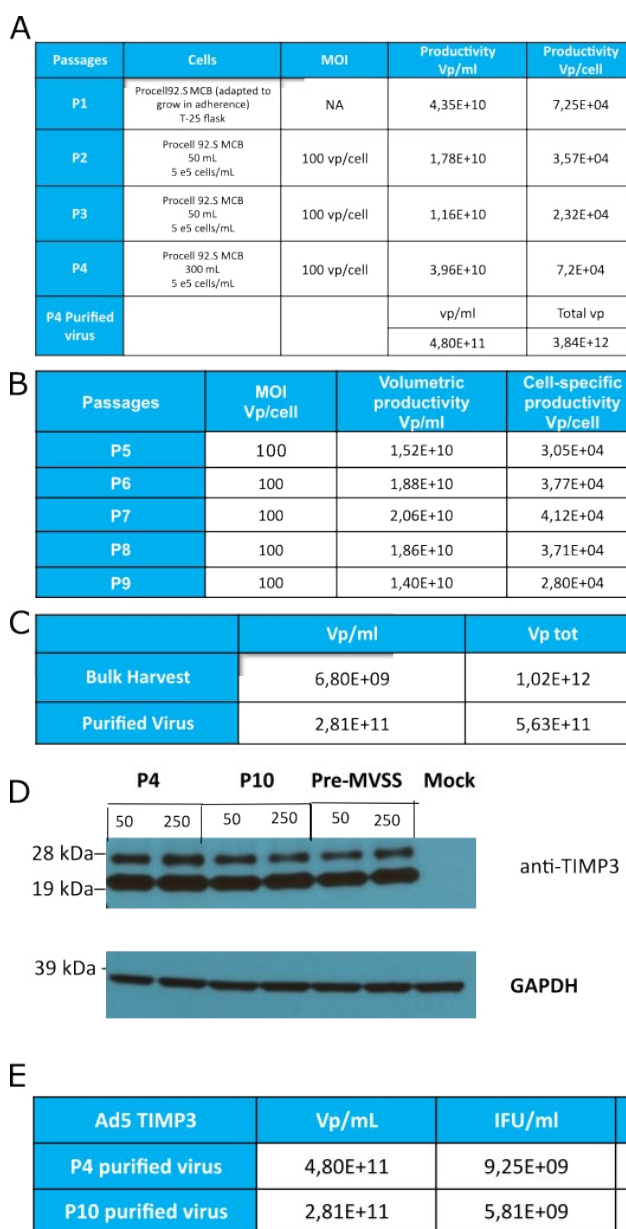 A
Passages Cells MOI Productivity Vp/ml Productivity Vp/cell
P1 Procell92.S MCB (adapted to grow in adherence) T-25 flask NA 4,35E+10 7,25E+04
P2 Procell 92.S MCB 50 mL 5 e5 cells/mL 100 vp/cell 1,78E+10 3,57E+04
P3 Procell 92.S MCB 50 mL 5 e5 cells/mL 100 vp/cell 1,16E+10 2,32E+04
P4 Procell 92.S MCB 300 mL 5 e5 cells/mL 100 vp/cell 3,96E+10 7,2E+04
P4 Purified virus vp/ml Total vp
4,80E+11 3,84E+12
B
Passages MOI Vp/cell Volumetric productivity Vp/ml Cell-specific productivity Vp/cell
P5 100 1,52E+10 3,05E+04
P6 100 1,88E+10 3,77E+04
P7 100 2,06E+10 4,12E+04
P8 100 1,86E+10 3,71E+04
P9 100 1,40E+10 2,80E+04
C
Vp/ml Vp tot
Bulk Harvest 6,80E+09 1,02E+12
Purified Virus 2,81E+11 5,63E+11
D
P4 P10 Pre-MVSS Mock
50 250 50 250 50 250
28 kDa
19 kDa
anti-TIMP3
39 kDa
GAPDH
E
Ad5 TIMP3 Vp/mL IFU/ml
P4 purified virus 4,80E+11 9,25E+09
P10 purified virus 2,81E+11 5,81E+09